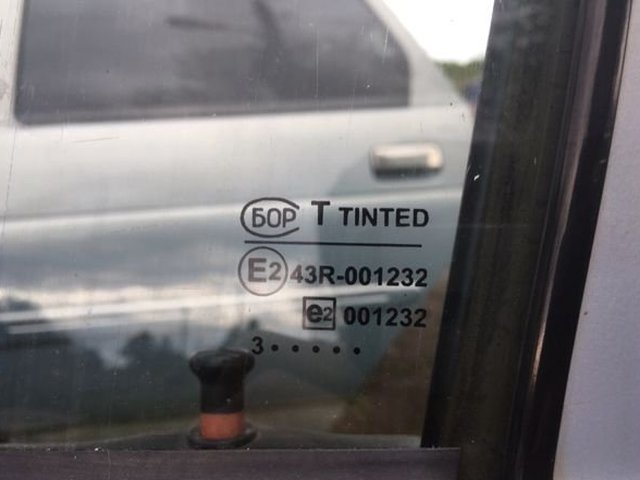 БОР T TINTED
E2 43R-001232
e2 001232
3 • • • • •